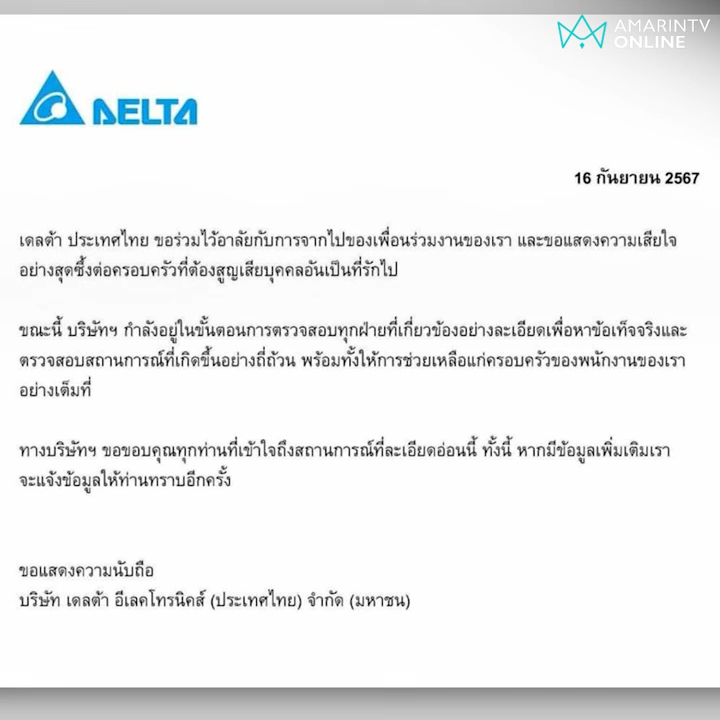 AMARINTV
ONLINE
DELTA
16 กันยายน 2567
เดลต้า ประเทศไทย ขอร่วมไว้อาลัยกับการจากไปของเพื่อนร่วมงานของเรา และขอแสดงความเสียใจ
อย่างสุดซึ้งต่อครอบครัวที่ต้องสูญเสียบุคคลอันเป็นที่รักไป
ขณะนี้ บริษัทฯ กำลังอยู่ในขั้นตอนการตรวจสอบทุกฝ่ายที่เกี่ยวข้องอย่างละเอียดเพื่อหาข้อเท็จจริงและ
ตรวจสอบสถานการณ์ที่เกิดขึ้นอย่างถี่ถ้วน พร้อมทั้งให้การช่วยเหลือแก่ครอบครัวของพนักงานของเรา
อย่างเต็มที่
ทางบริษัทฯ ขอขอบคุณทุกท่านที่เข้าใจถึงสถานการณ์ที่ละเอียดอ่อนนี้ ทั้งนี้ หากมีข้อมูลเพิ่มเติมเรา
จะแจ้งข้อมูลให้ท่านทราบอีกครั้ง
ขอแสดงความนับถือ
บริษัท เดลต้า อีเลคโทรนิคส์ (ประเทศไทย) จำกัด (มหาชน)